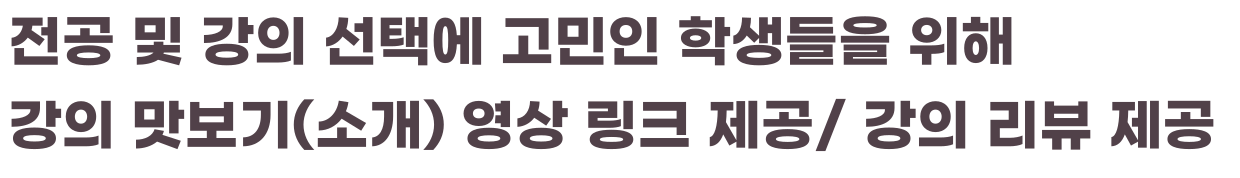 전공 및 강의 선택에 고민인 학생들을 위해
강의 맛보기(소개) 영상 링크 제공/ 강의 리뷰 제공